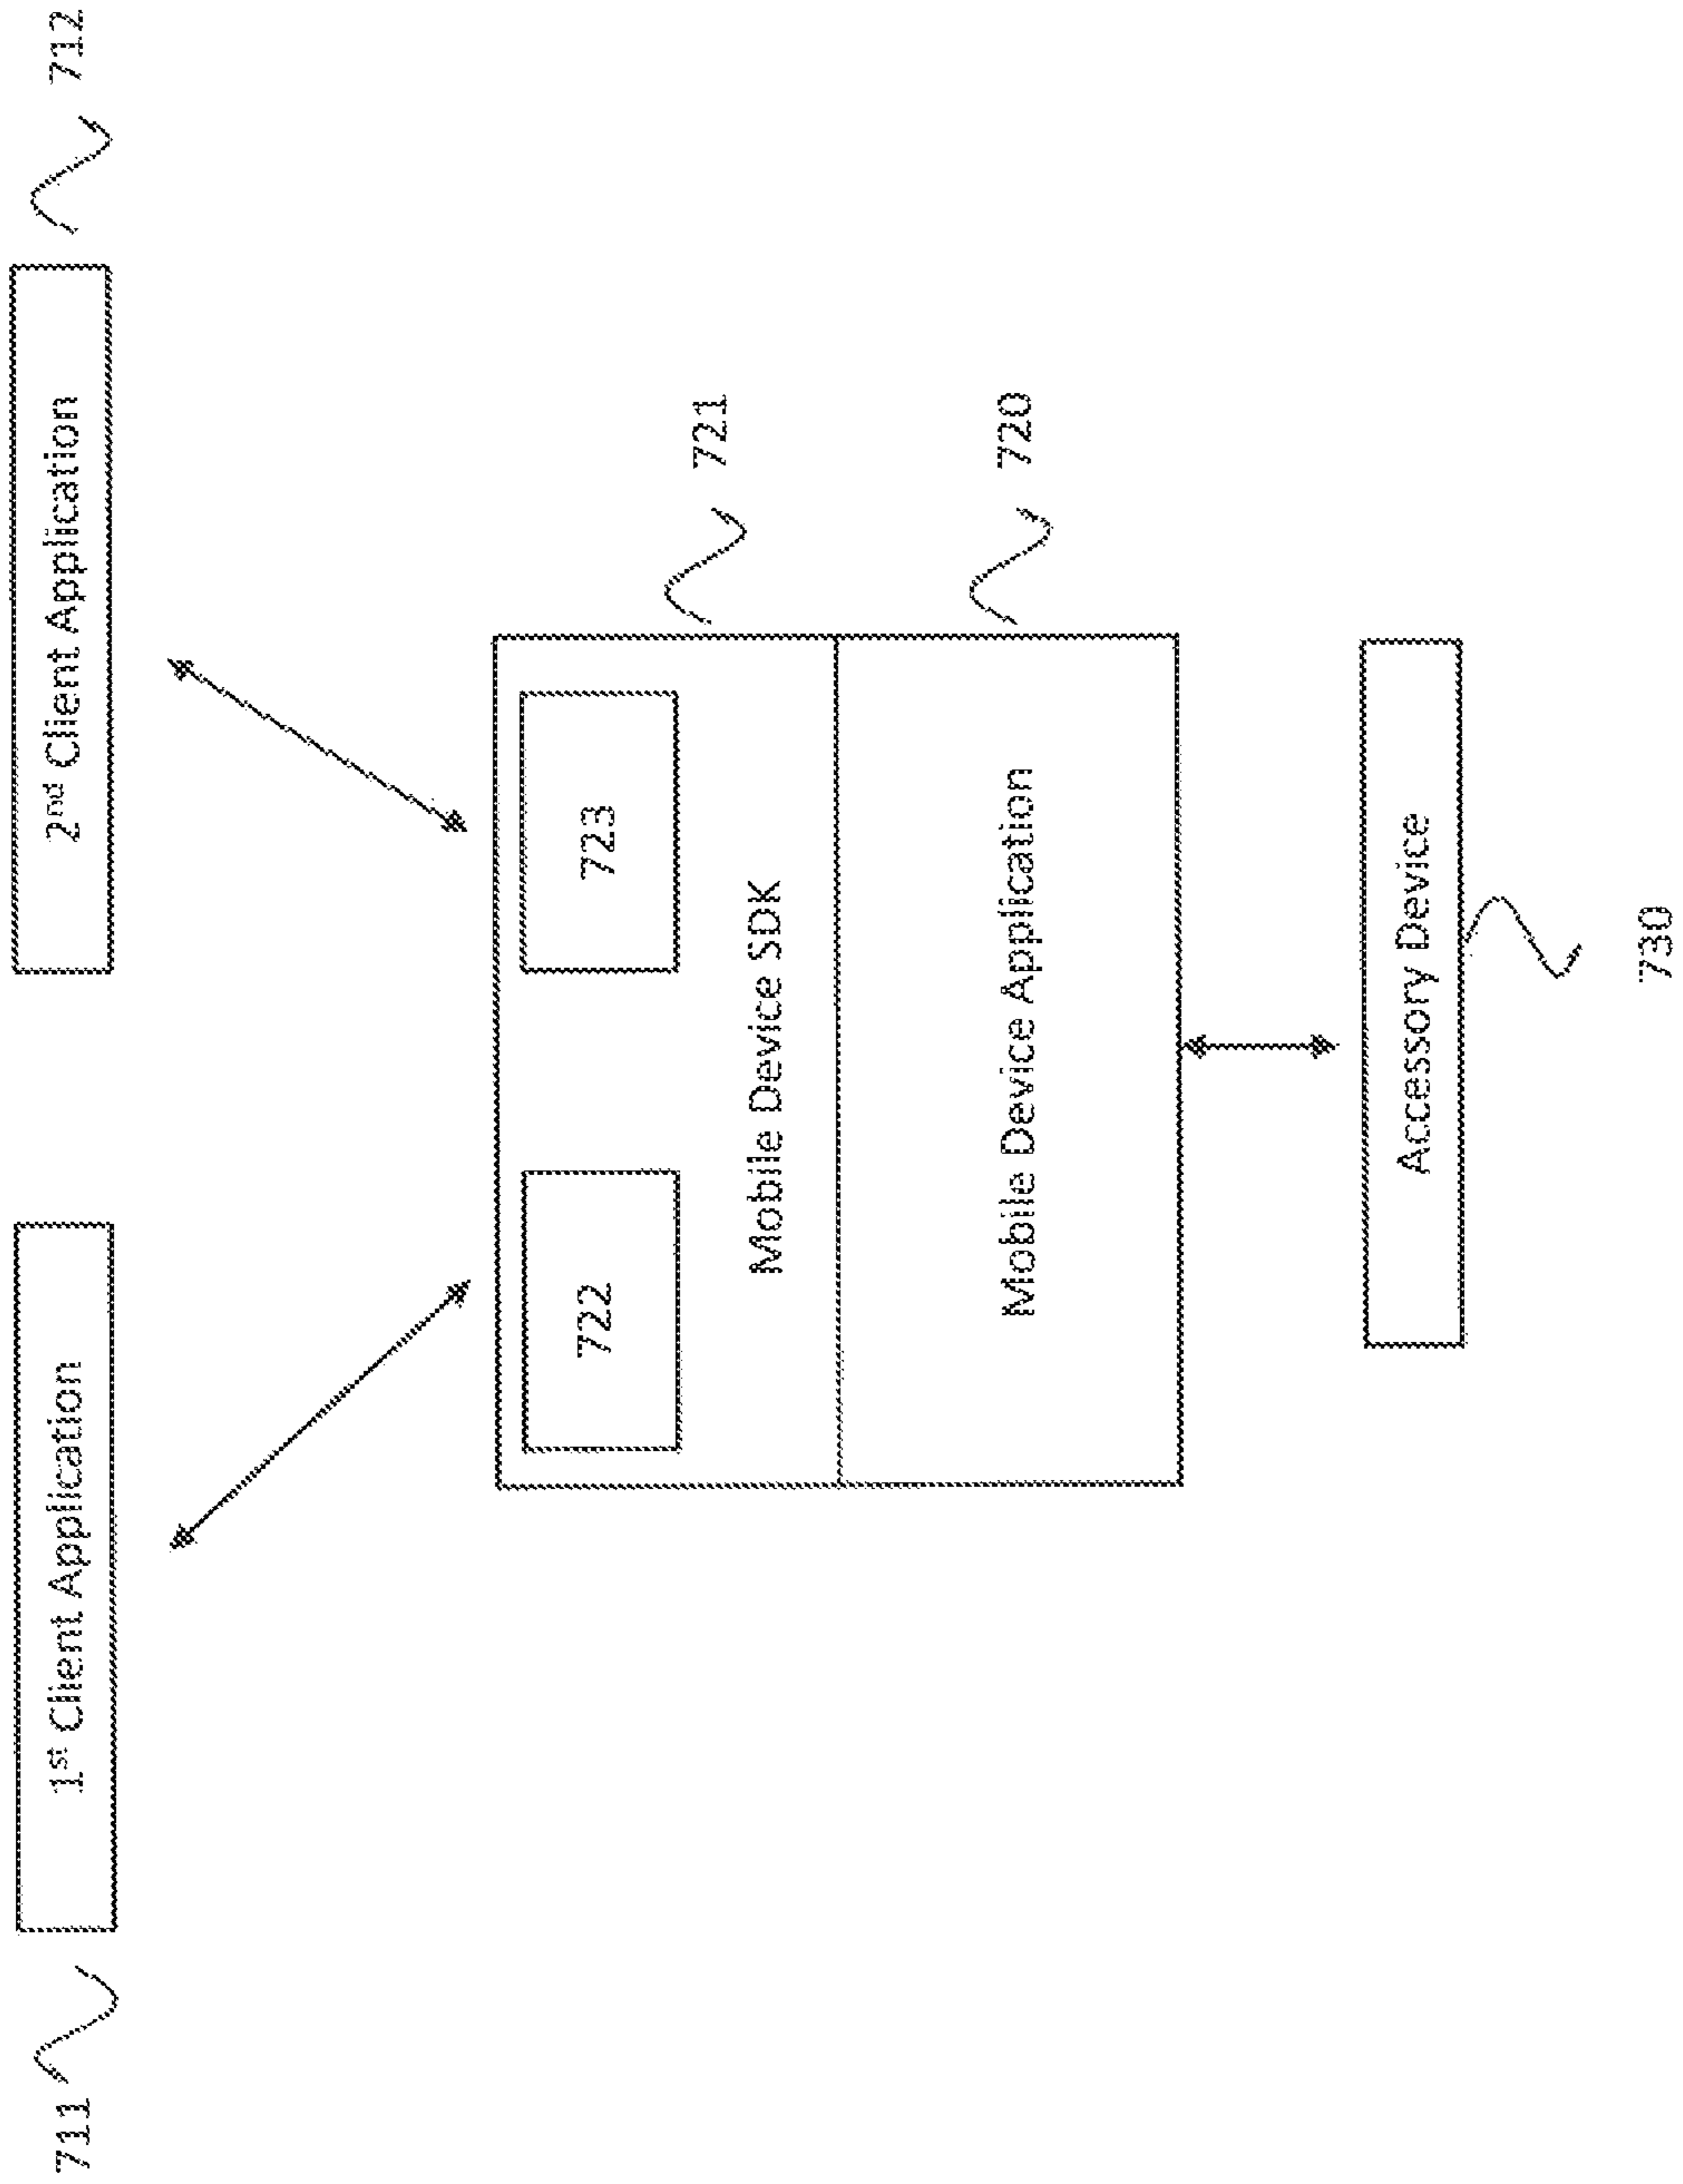 711
1st Client Application
2nd Client Application
712
722
723
Mobile Device SDK
721
Mobile Device Application
720
Accessory Device
730